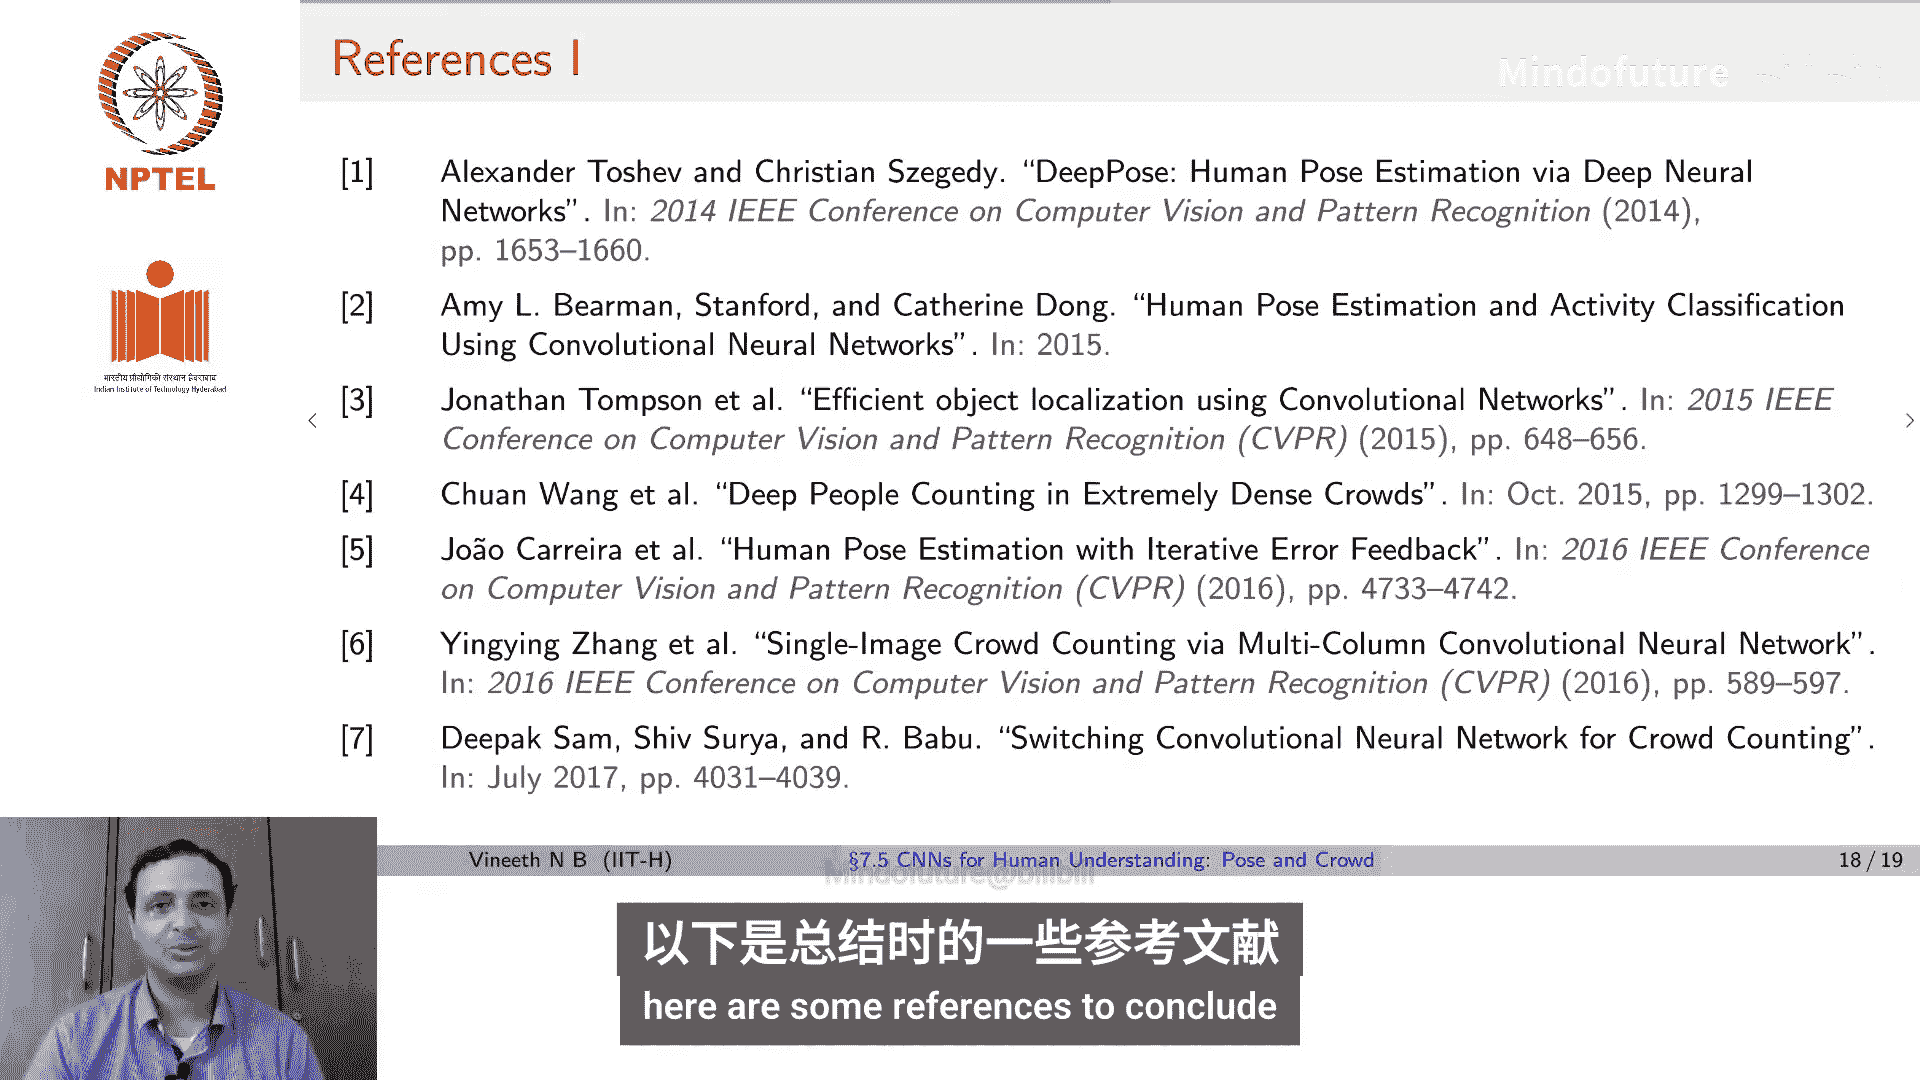 References I
Mindofuture
NPTEL
भारतीय प्रौद्योगिकी संस्थान हैदराबाद
Indian Institute of Technology Hyderabad
[1] Alexander Toshev and Christian Szegedy. “DeepPose: Human Pose Estimation via Deep Neural
Networks”. In: 2014 IEEE Conference on Computer Vision and Pattern Recognition (2014),
pp. 1653–1660.
[2] Amy L. Bearman, Stanford, and Catherine Dong. “Human Pose Estimation and Activity Classification
Using Convolutional Neural Networks”. In: 2015.
[3] Jonathan Tompson et al. “Efficient object localization using Convolutional Networks”. In: 2015 IEEE
Conference on Computer Vision and Pattern Recognition (CVPR) (2015), pp. 648–656.
[4] Chuan Wang et al. “Deep People Counting in Extremely Dense Crowds”. In: Oct. 2015, pp. 1299–1302.
[5] João Carreira et al. “Human Pose Estimation with Iterative Error Feedback”. In: 2016 IEEE Conference
on Computer Vision and Pattern Recognition (CVPR) (2016), pp. 4733–4742.
[6] Yingying Zhang et al. “Single-Image Crowd Counting via Multi-Column Convolutional Neural Network”.
In: 2016 IEEE Conference on Computer Vision and Pattern Recognition (CVPR) (2016), pp. 589–597.
[7] Deepak Sam, Shiv Surya, and R. Babu. “Switching Convolutional Neural Network for Crowd Counting”.
In: July 2017, pp. 4031–4039.
Vineeth N B (IIT-H) §7.5 CNNs for Human Understanding: Pose and Crowd 18 / 19
Mindofuture@bilibili
以下是总结时的一些参考文献
here are some references to conclude